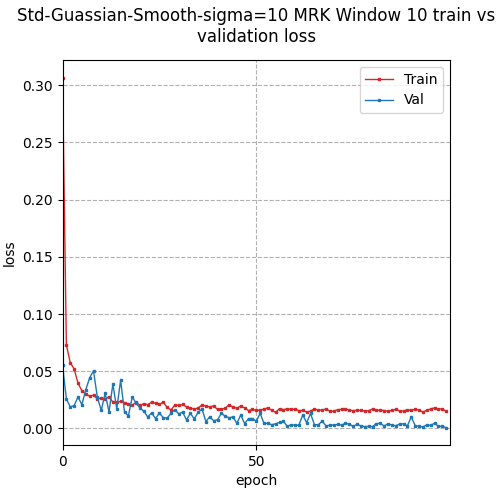 Std-Guassian-Smooth-sigma=10 MRK Window 10 train vs
validation loss
0.30
0.25
0.20
0.15
0.10
0.05
0.00
loss
Train
Val
0
50
epoch